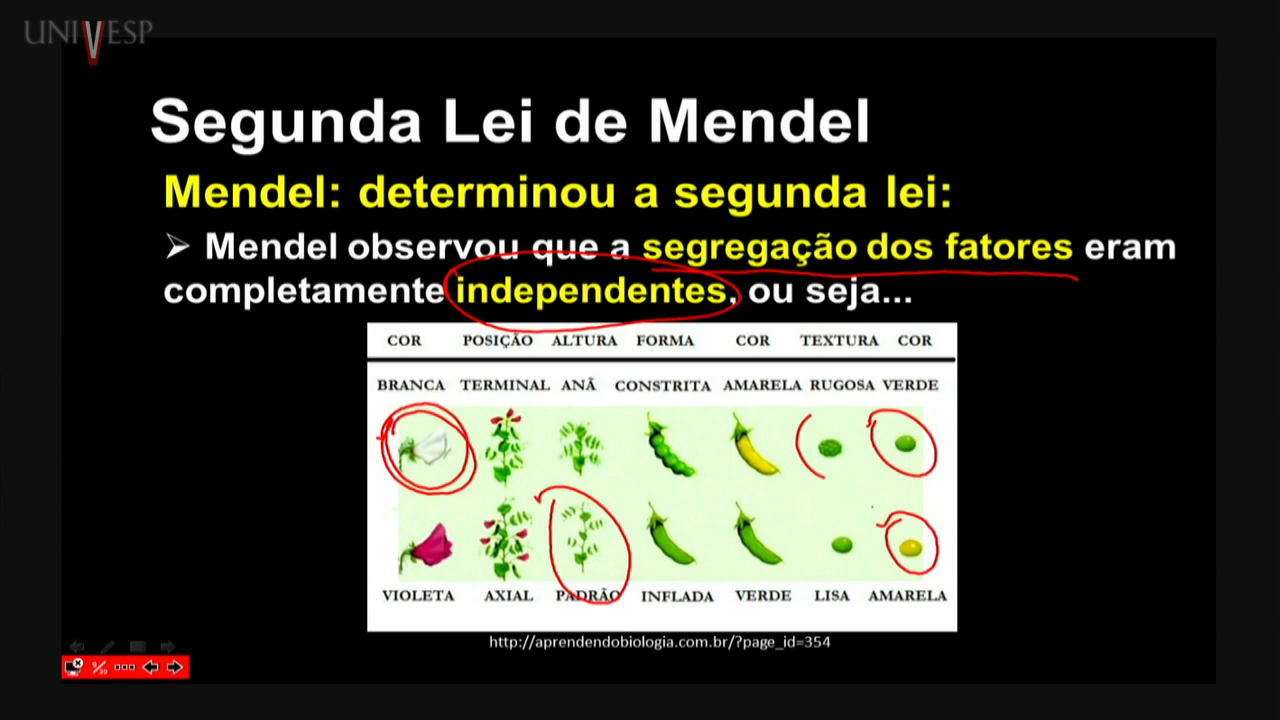 UNIVESP
Segunda Lei de Mendel
Mendel: determinou a segunda lei:
➢ Mendel observou que a segregação dos fatores eram
completamente independentes, ou seja...
COR POSIÇÃO ALTURA FORMA COR TEXTURA COR
BRANCA TERMINAL ANÃ CONSTRITA AMARELA RUGOSA VERDE
VIOLETA AXIAL PADRÃO INFLADA VERDE LISA AMARELA
http://aprendendobiologia.com.br/?page_id=354